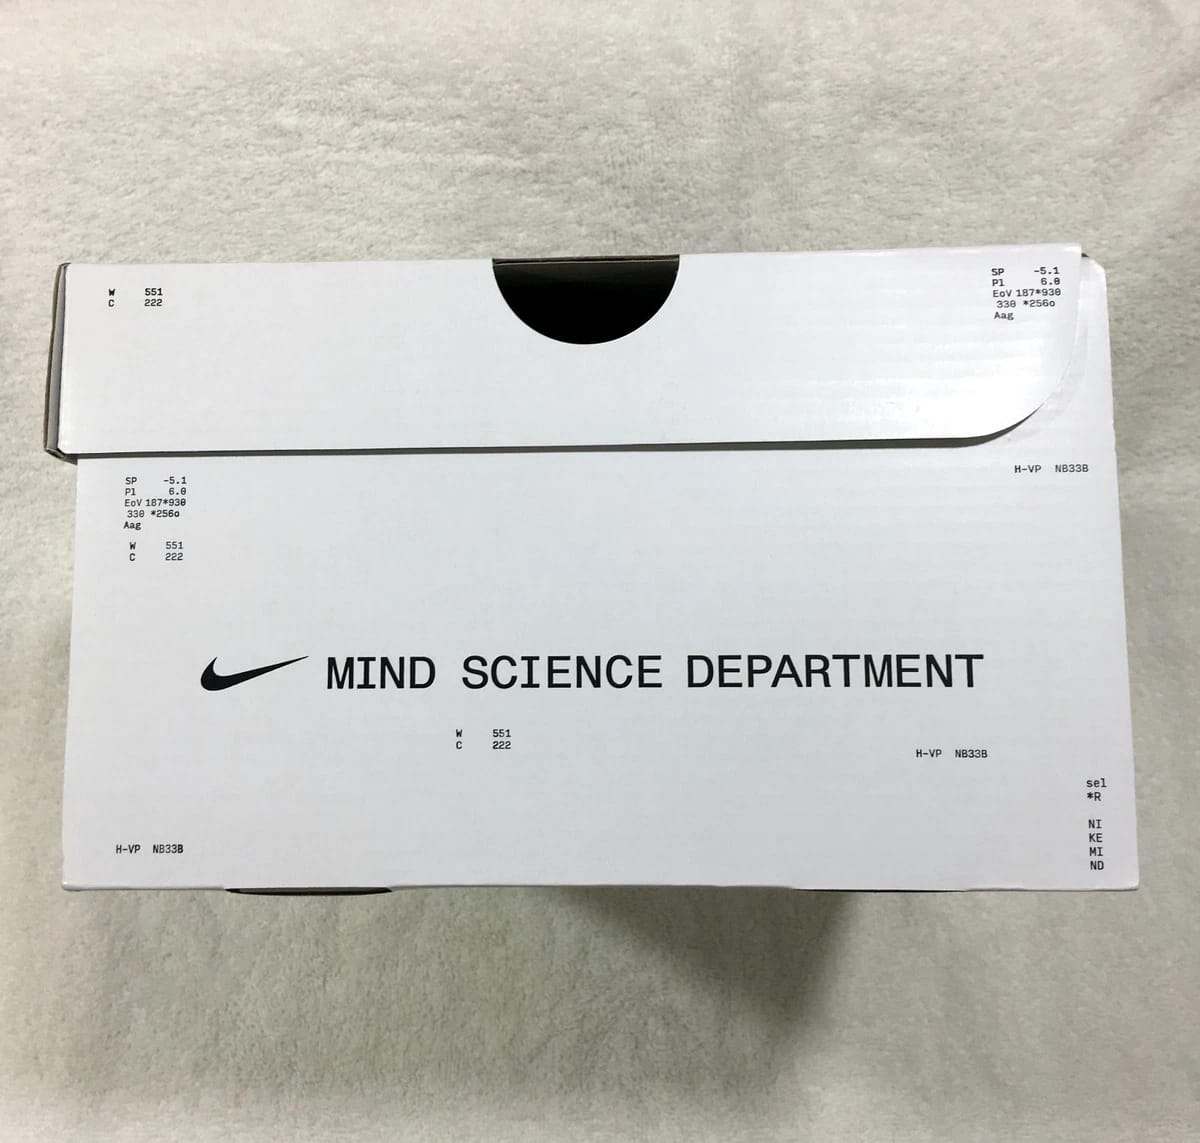 W 551
C 222
SP -5.1
Pl 6.0
EoV 187*930
330 *256o
Aag
H-VP NB33B
SP -5.1
Pl 6.0
EoV 187*930
330 *256o
Aag
W 551
C 222
MIND SCIENCE DEPARTMENT
W 551
C 222
H-VP NB33B
sel
*R
NI
KE
MI
ND
H-VP NB33B